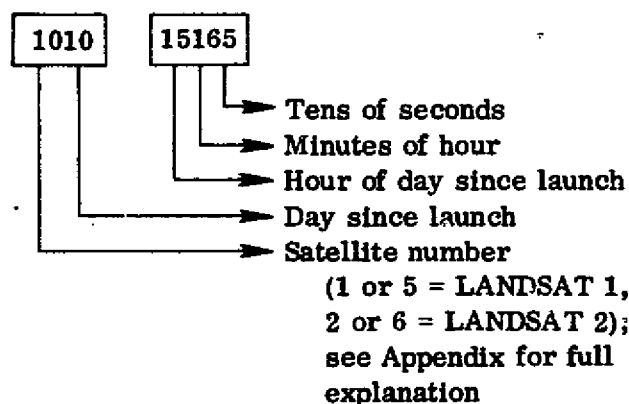 1010 15165
Tens of seconds
Minutes of hour
Hour of day since launch
Day since launch
Satellite number
(1 or 5 = LANDSAT 1,
2 or 6 = LANDSAT 2);
see Appendix for full
explanation